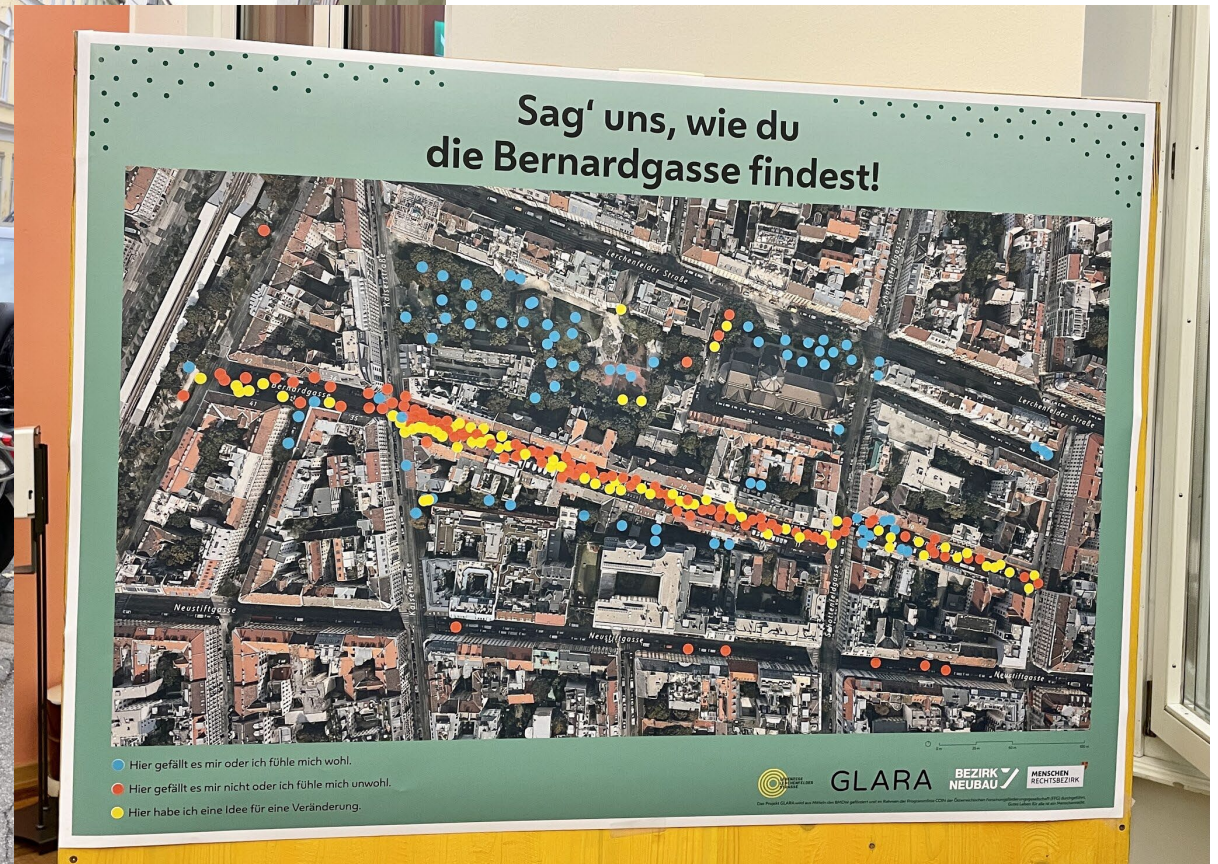 Sag' uns, wie du
die Bernardgasse findest!
Lerchenfelder Straße
Kaiserstraße
Bernardgasse
41
35
Lerchenfelder Straße
Neustiftgasse
Neustiftgasse
Neustiftgasse
Hier gefällt es mir oder ich fühle mich wohl.
Hier gefällt es mir nicht oder ich fühle mich unwohl.
Hier habe ich eine Idee für eine Veränderung.
GLARA
BEZIRK
NEUBAU
MENSCHEN
RECHTSBEZIRK